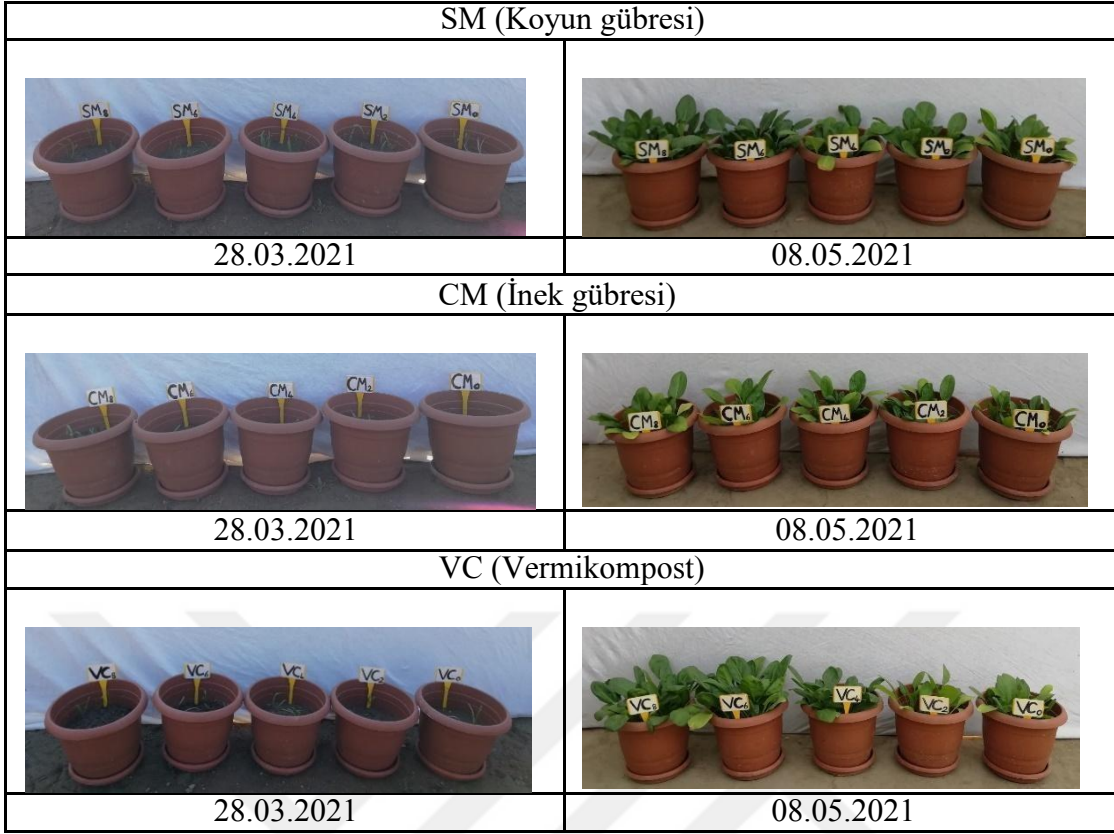 SM (Koyun gübresi)
SM₈ SM₆ SM₄ SM₂ SM₀
SM₈ SM₄ SM₂ SM₀
28.03.2021 08.05.2021
CM (İnek gübresi)
CM₈ CM₆ CM₄ CM₂ CM₀
CM₈ CM₆ CM₄ CM₂ CM₀
28.03.2021 08.05.2021
VC (Vermikompost)
VC₈ VC₆ VC₄ VC₂ VC₀
VC₈ VC₆ VC₄ VC₂ VC₀
28.03.2021 08.05.2021